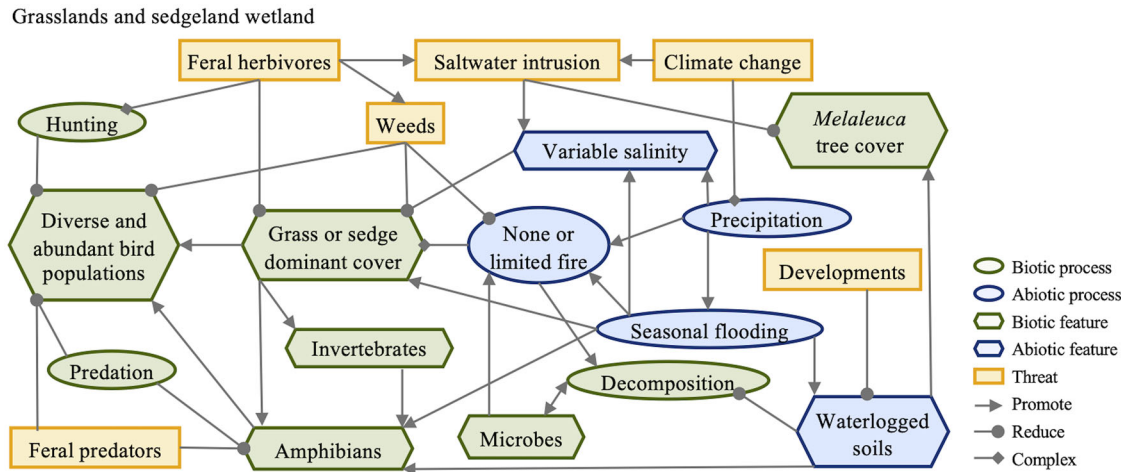 Grasslands and sedgeland wetland
Feral herbivores
Saltwater intrusion
Climate change
Hunting
Weeds
Melaleuca
tree cover
Variable salinity
Diverse and
abundant bird
populations
Grass or sedge
dominant cover
None or
limited fire
Precipitation
Developments
Invertebrates
Seasonal flooding
Predation
Decomposition
Feral predators
Amphibians
Microbes
Waterlogged
soils
Biotic process
Abiotic process
Biotic feature
Abiotic feature
Threat
Promote
Reduce
Complex